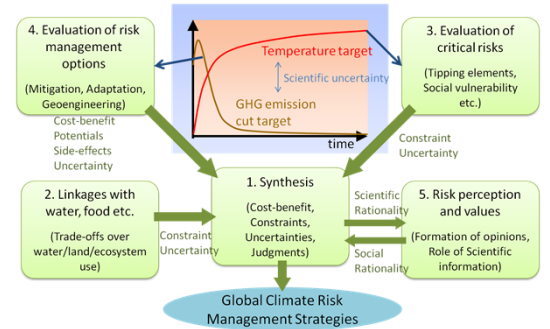 4. Evaluation of risk
management
options
(Mitigation, Adaptation,
Geoengineering)
Cost-benefit
Potentials
Side-effects
Uncertainty
Temperature target
Scientific uncertainty
GHG emission
cut target
time
3. Evaluation of
critical risks
(Tipping elements,
Social vulnerability
etc.)
Constraint
Uncertainty
2. Linkages with
water, food etc.
(Trade-offs over
water/land/ecosystem
use)
Constraint
Uncertainty
1. Synthesis
(Cost-benefit,
Constraints,
Uncertainties,
Judgments)
Scientific
Rationality
Social
Rationality
5. Risk perception
and values
(Formation of opinions,
Role of Scientific
information)
Global Climate Risk
Management Strategies